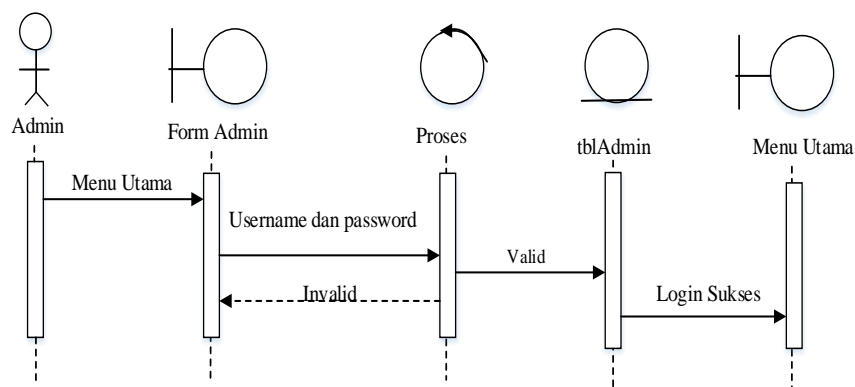 Admin
Form Admin
Proses
tblAdmin
Menu Utama
Menu Utama
Username dan password
Valid
Invalid
Login Sukses